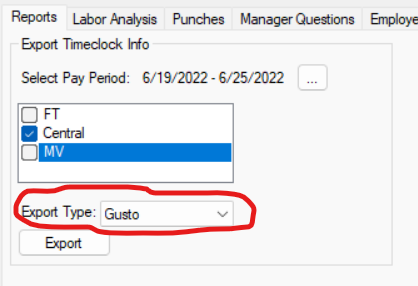 Reports Labor Analysis Punches Manager Questions Employe
Export Timeclock Info
Select Pay Period: 6/19/2022 - 6/25/2022 ...
FT
Central
MV
Export Type: Gusto
Export